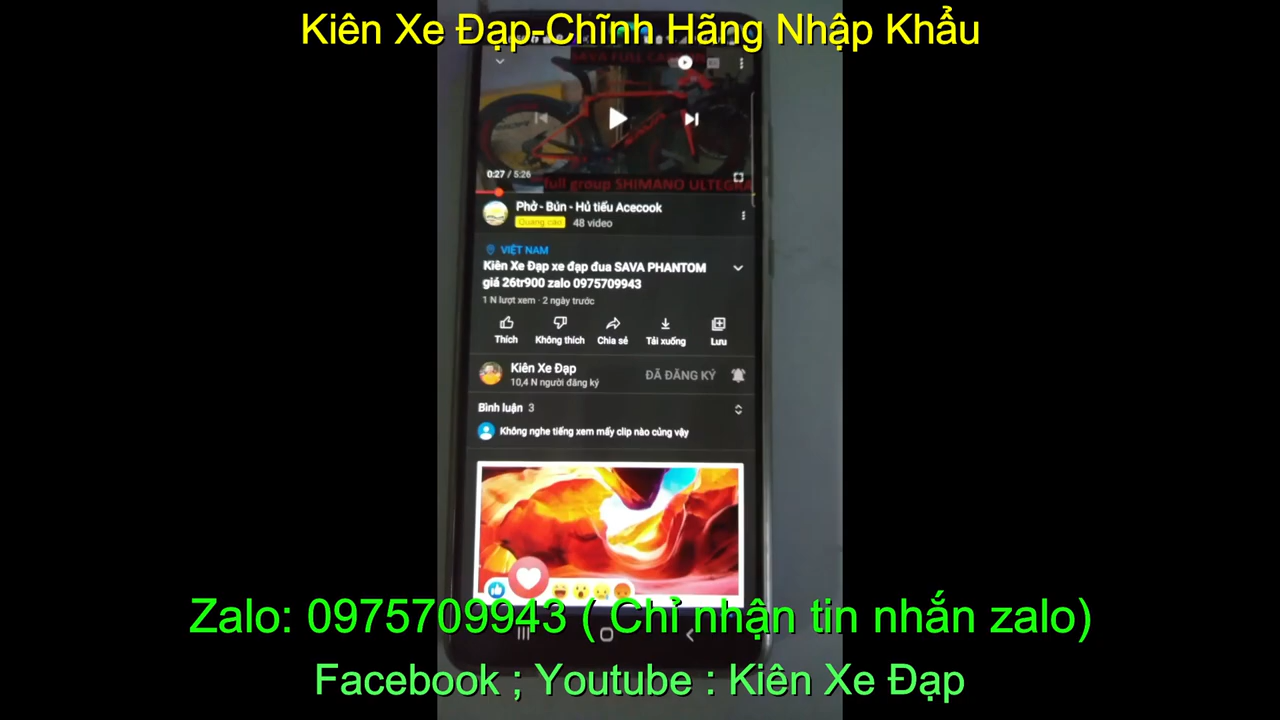 Kiên Xe Đạp-Chĩnh Hãng Nhập Khẩu
SAVA FULL
0:27 / 5:26
full group SHIMANO ULTEGRA
Phở - Bún - Hủ tiếu Acecook
Quảng cáo 48 video
VIỆT NAM
Kiên Xe Đạp xe đạp đua SAVA PHANTOM
giá 26tr900 zalo 0975709943
1 N lượt xem · 2 ngày trước
Thích Không thích Chia sẻ Tải xuống Lưu
Kiên Xe Đạp
10,4 N người đăng ký
ĐÃ ĐĂNG KÝ
Bình luận 3
Không nghe tiếng xem mấy clip nào củng vậy
Zalo: 0975709943 ( Chỉ nhận tin nhắn zalo)
Facebook ; Youtube : Kiên Xe Đạp